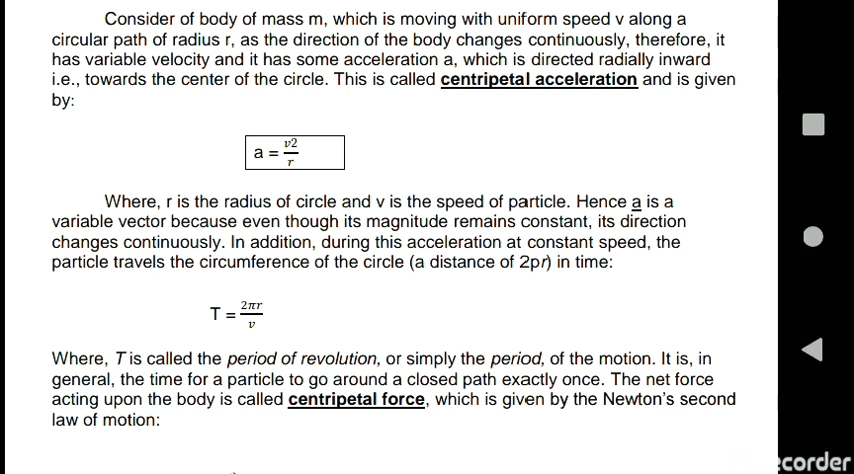 Consider of body of mass m, which is moving with uniform speed v along a
circular path of radius r, as the direction of the body changes continuously, therefore, it
has variable velocity and it has some acceleration a, which is directed radially inward
i.e., towards the center of the circle. This is called centripetal acceleration and is given
by:
a = v2/r
Where, r is the radius of circle and v is the speed of particle. Hence a is a
variable vector because even though its magnitude remains constant, its direction
changes continuously. In addition, during this acceleration at constant speed, the
particle travels the circumference of the circle (a distance of 2pr) in time:
T = 2πr/v
Where, T is called the period of revolution, or simply the period, of the motion. It is, in
general, the time for a particle to go around a closed path exactly once. The net force
acting upon the body is called centripetal force, which is given by the Newton's second
law of motion:
corder